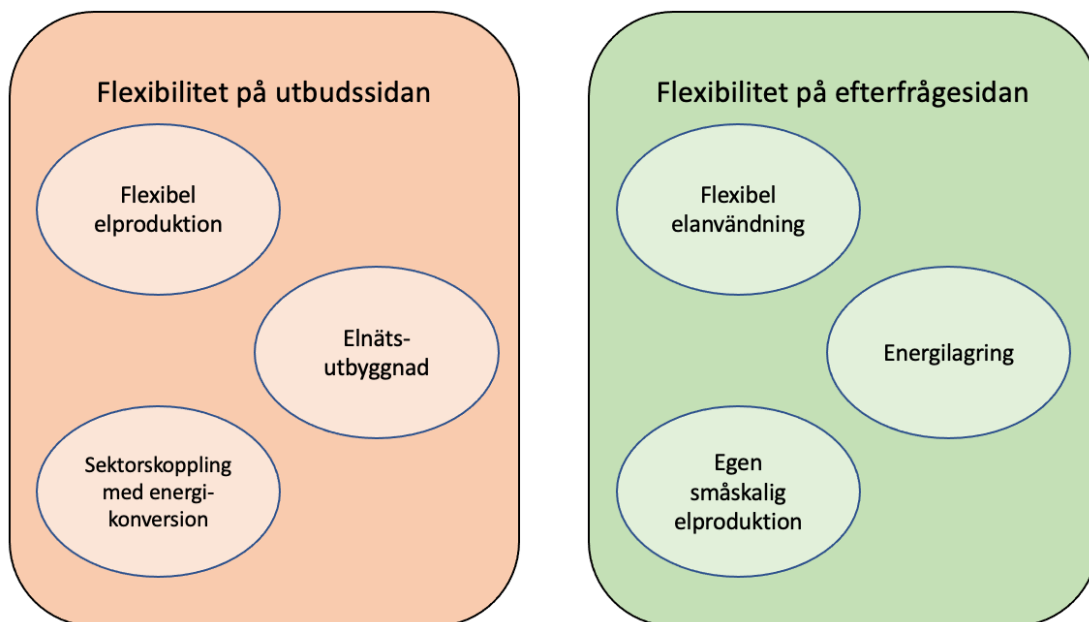 Flexibilitet på utbudssidan
Flexibel
elproduktion
Elnäts-
utbyggnad
Sektorskoppling
med energi-
konversion
Flexibilitet på efterfrågesidan
Flexibel
elanvändning
Energilagring
Egen
småskalig
elproduktion